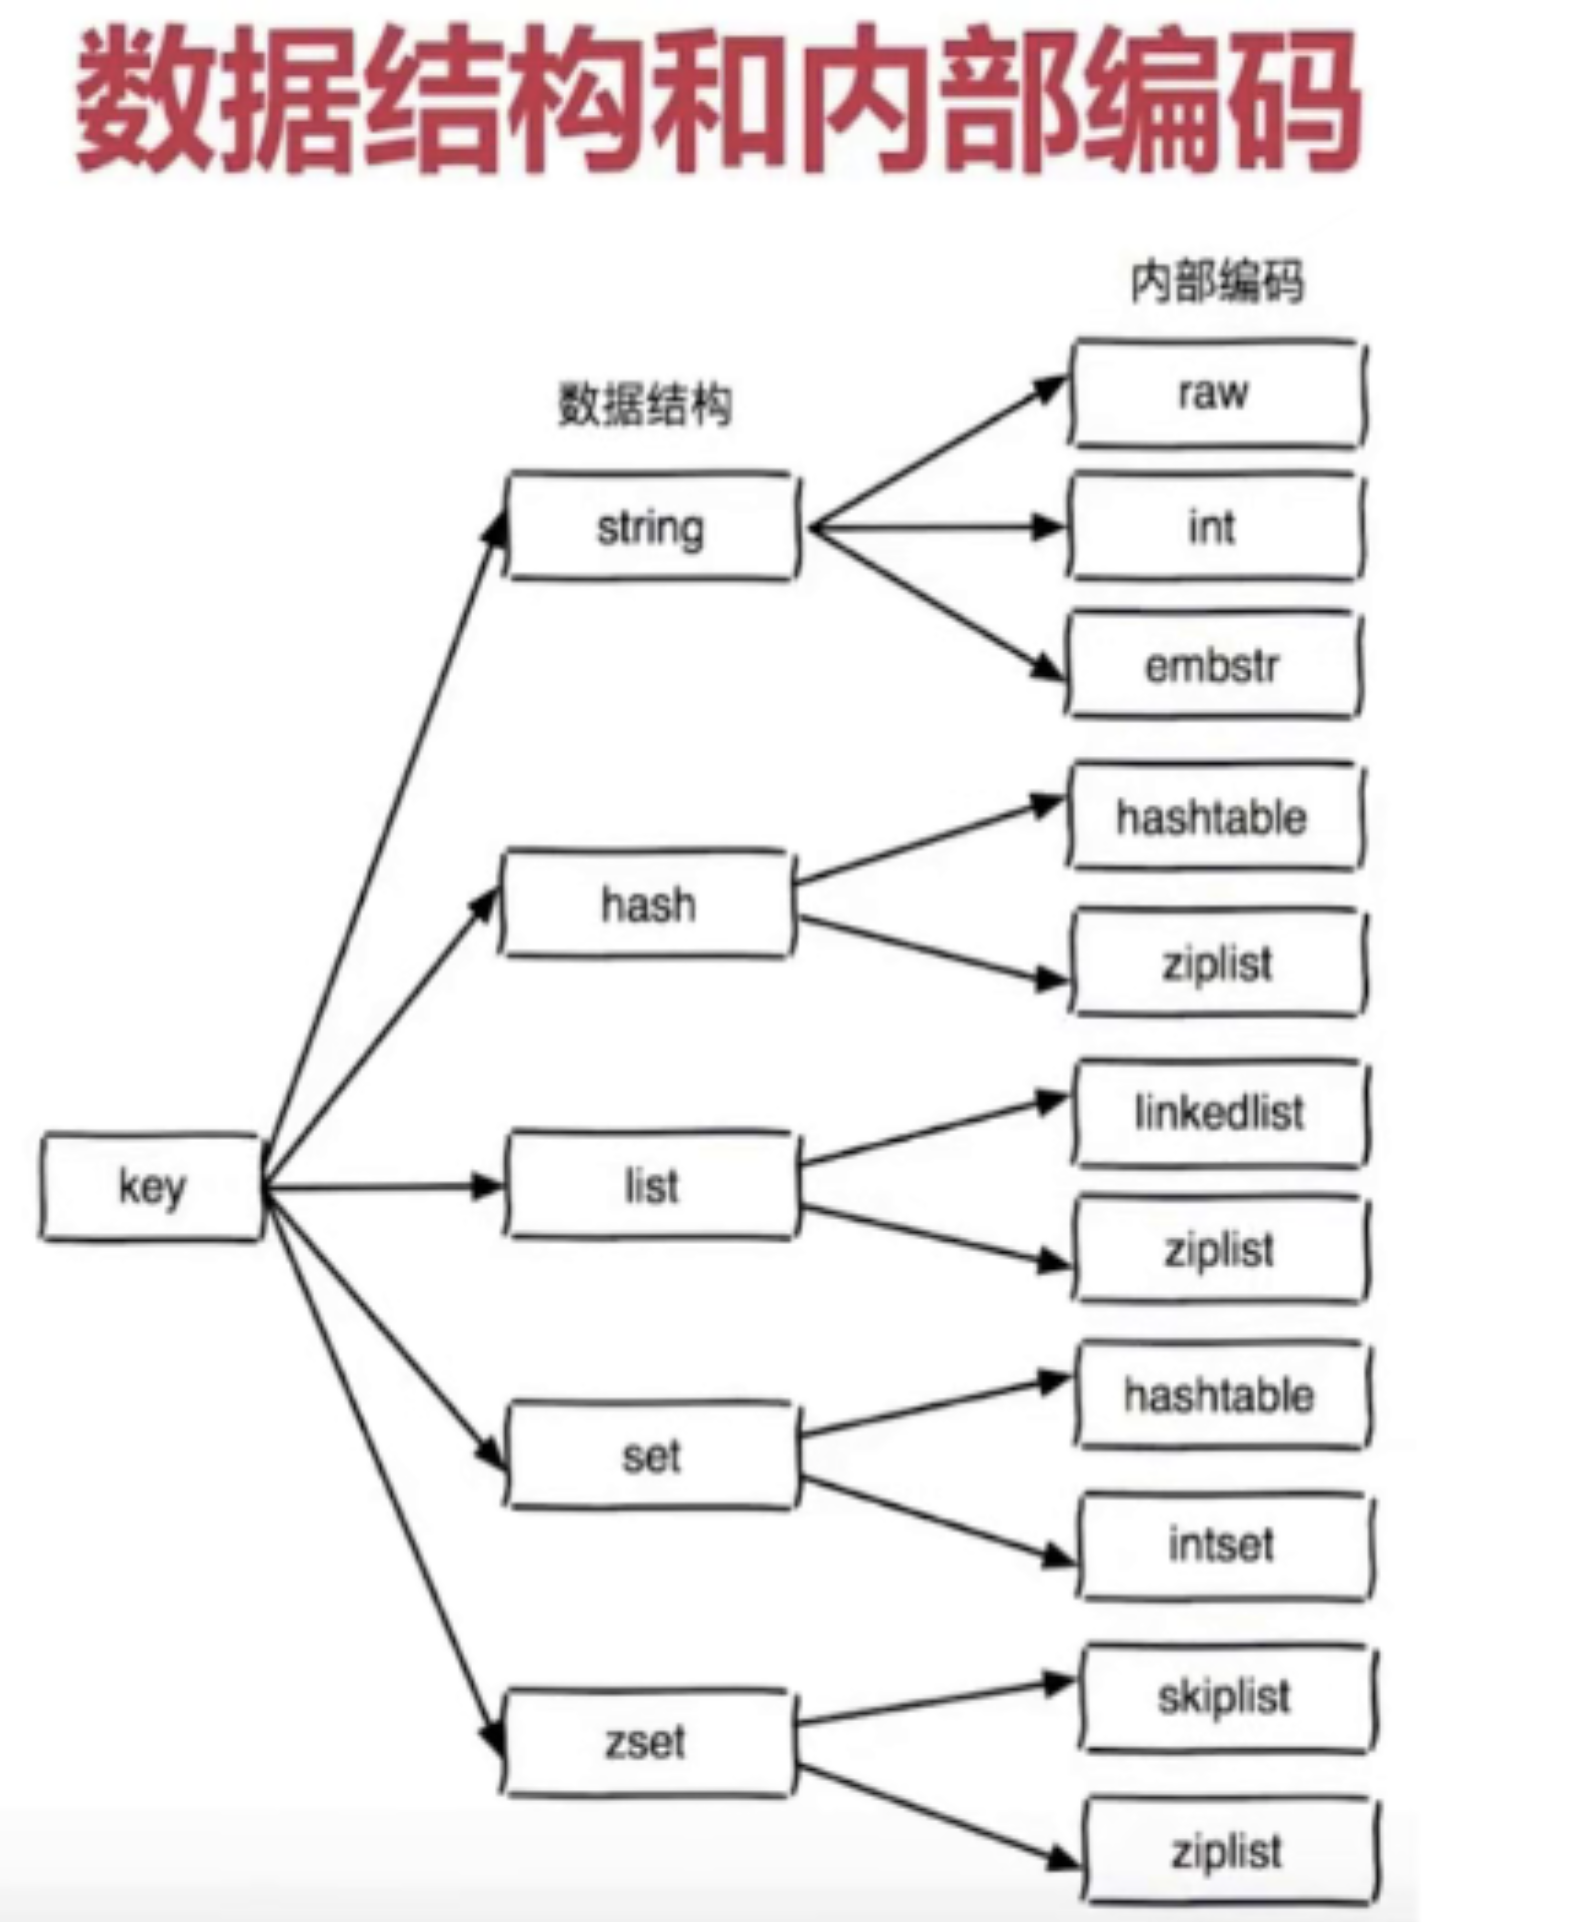 数据结构和内部编码
内部编码
数据结构
raw
string
int
embstr
hash
hashtable
ziplist
key
list
linkedlist
ziplist
set
hashtable
intset
zset
skiplist
ziplist